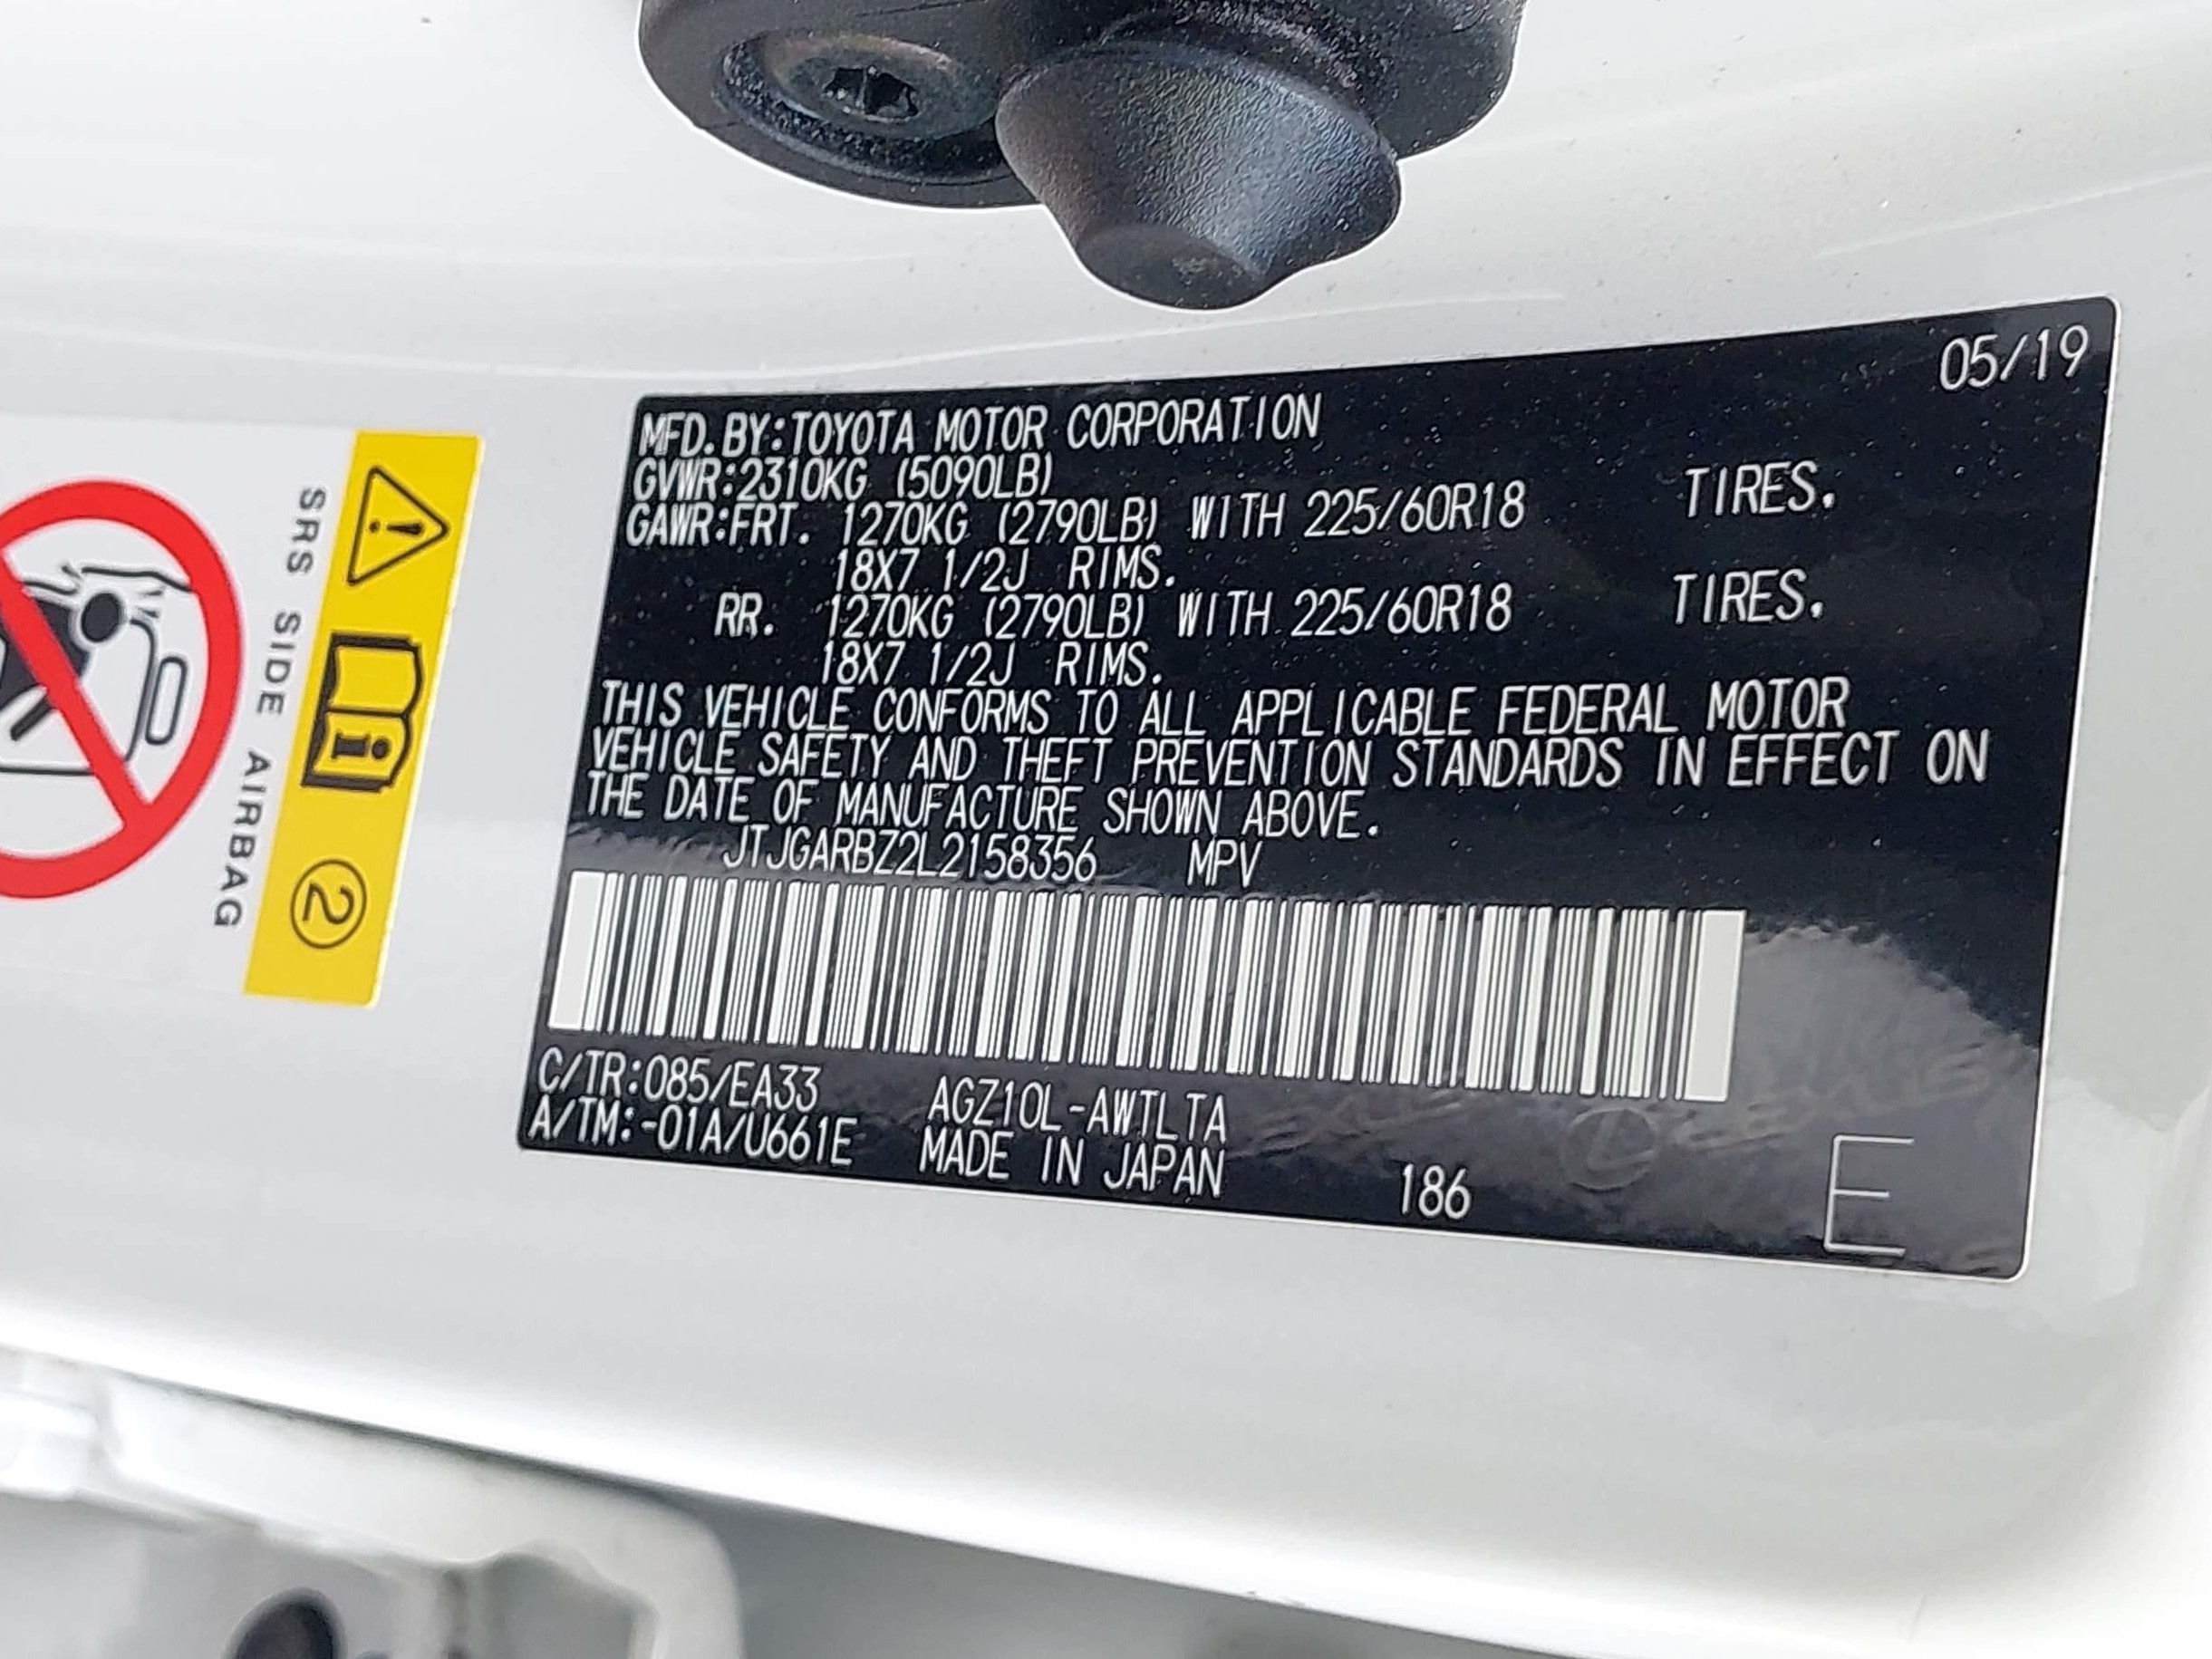 05/19
MFD.BY:TOYOTA MOTOR CORPORATION
GVWR:2310KG (5090LB)
GAWR:FRT. 1270KG (2790LB) WITH 225/60R18 TIRES.
18X7 1/2J RIMS.
RR. 1270KG (2790LB) WITH 225/60R18 TIRES.
18X7 1/2J RIMS.
THIS VEHICLE CONFORMS TO ALL APPLICABLE FEDERAL MOTOR
VEHICLE SAFETY AND THEFT PREVENTION STANDARDS IN EFFECT ON
THE DATE OF MANUFACTURE SHOWN ABOVE.
JTJGARBZ2L2158356 MPV
C/TR:085/EA33 AGZ10L-AWTLTA
A/TM:-01A/U661E MADE IN JAPAN 186 E
SRS SIDE AIRBAG
2